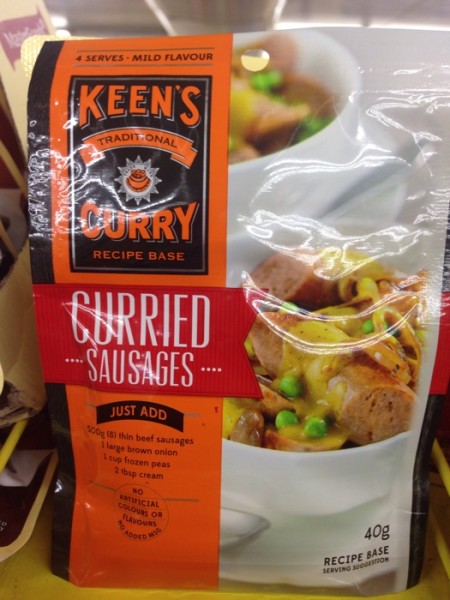 4 SERVES - MILD FLAVOUR
KEEN'S
TRADITIONAL
CURRY
RECIPE BASE
CURRIED
SAUSAGES
JUST ADD
500g (8) thin beef sausages
1 large brown onion
1 cup frozen peas
2 tbsp cream
NO
ARTIFICIAL
COLOURS OR
FLAVOURS
NO ADDED MSG
40g
RECIPE BASE
SERVING SUGGESTION